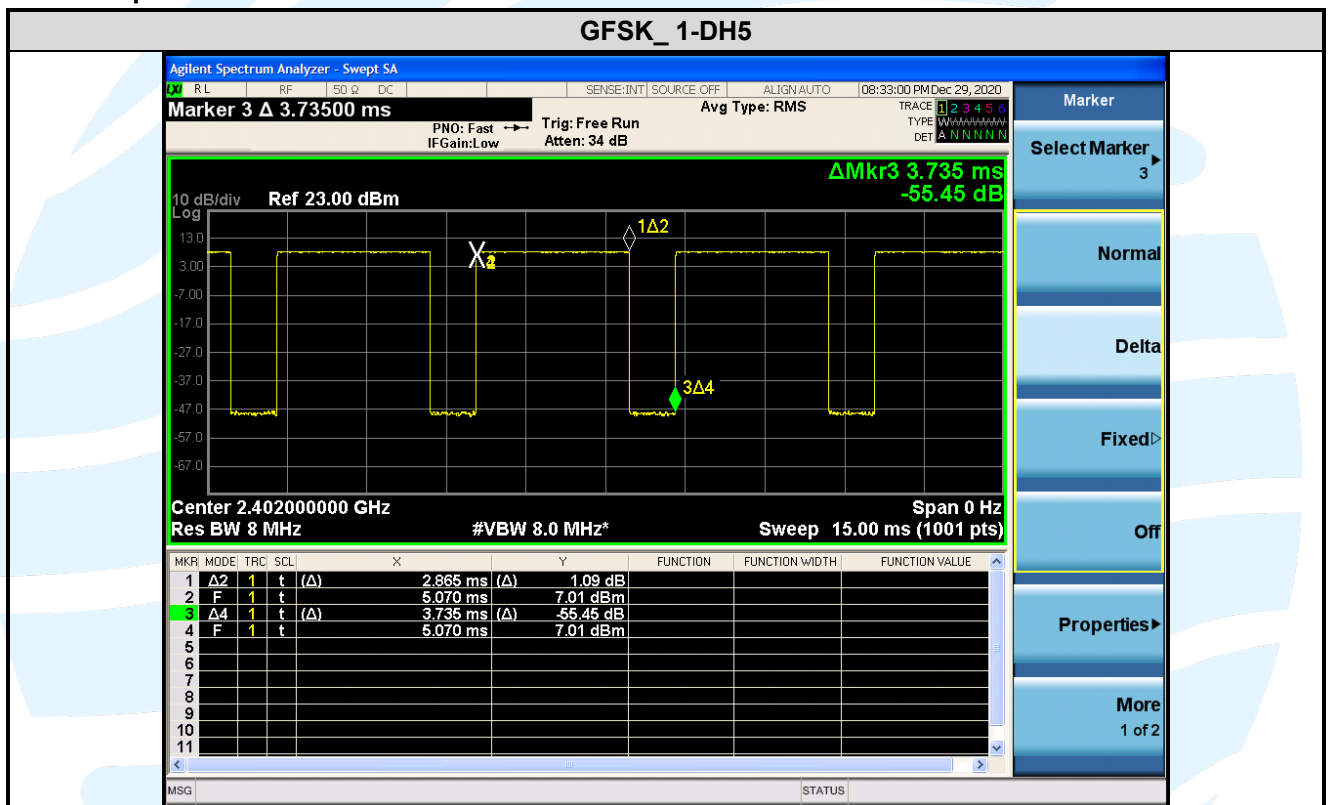 GFSK_ 1-DH5
Agilent Spectrum Analyzer - Swept SA
LXI RL RF 50 Ω DC SENSE:INT SOURCE OFF ALIGN AUTO 08:33:00 PM Dec 29, 2020
Marker 3 Δ 3.73500 ms
Avg Type: RMS
TRACE 1 2 3 4 5 6
TYPE WWWWWW
DET A N N N N N
PNO: Fast
IFGain:Low
Trig: Free Run
Atten: 34 dB
ΔMkr3 3.735 ms
-55.45 dB
10 dB/div Ref 23.00 dBm
Log
13.0
3.00
-7.00
-17.0
-27.0
-37.0
-47.0
-57.0
-67.0
1Δ2
2
3Δ4
Center 2.402000000 GHz Span 0 Hz
Res BW 8 MHz #VBW 8.0 MHz* Sweep 15.00 ms (1001 pts)
MKR MODE TRC SCL X Y FUNCTION FUNCTION WIDTH FUNCTION VALUE
1 Δ2 1 t (Δ) 2.865 ms (Δ) 1.09 dB
2 F 1 t 5.070 ms 7.01 dBm
3 Δ4 1 t (Δ) 3.735 ms (Δ) -55.45 dB
4 F 1 t 5.070 ms 7.01 dBm
5
6
7
8
9
10
11
MSG STATUS
Marker
Select Marker
3
Normal
Delta
Fixed
Off
Properties
More
1 of 2